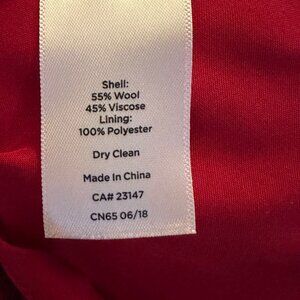 Shell:
55% Wool
45% Viscose
Lining:
100% Polyester
Dry Clean
Made in China
CA# 23147
CN65 06/18